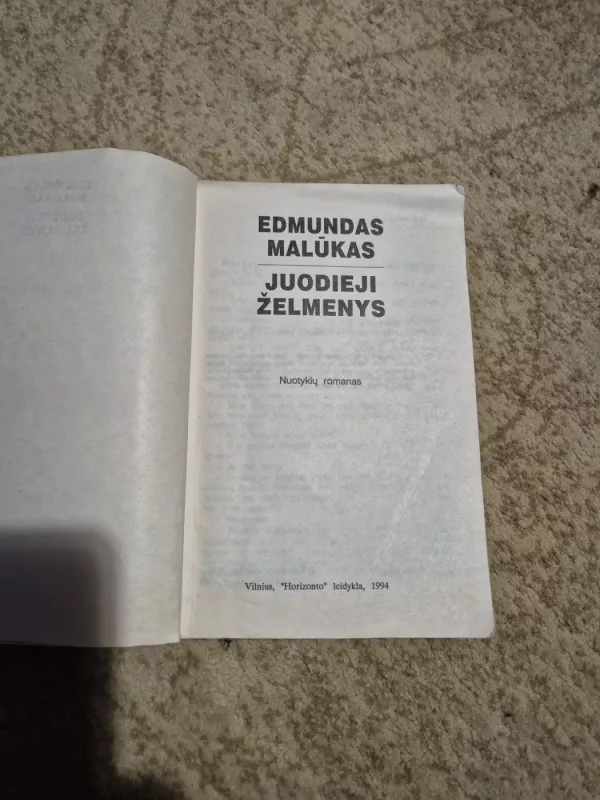 EDMUNDAS
MALŪKAS
JUODIEJI
ŽELMENYS
Nuotykių romanas
Vilnius, "Horizonto" leidykla, 1994